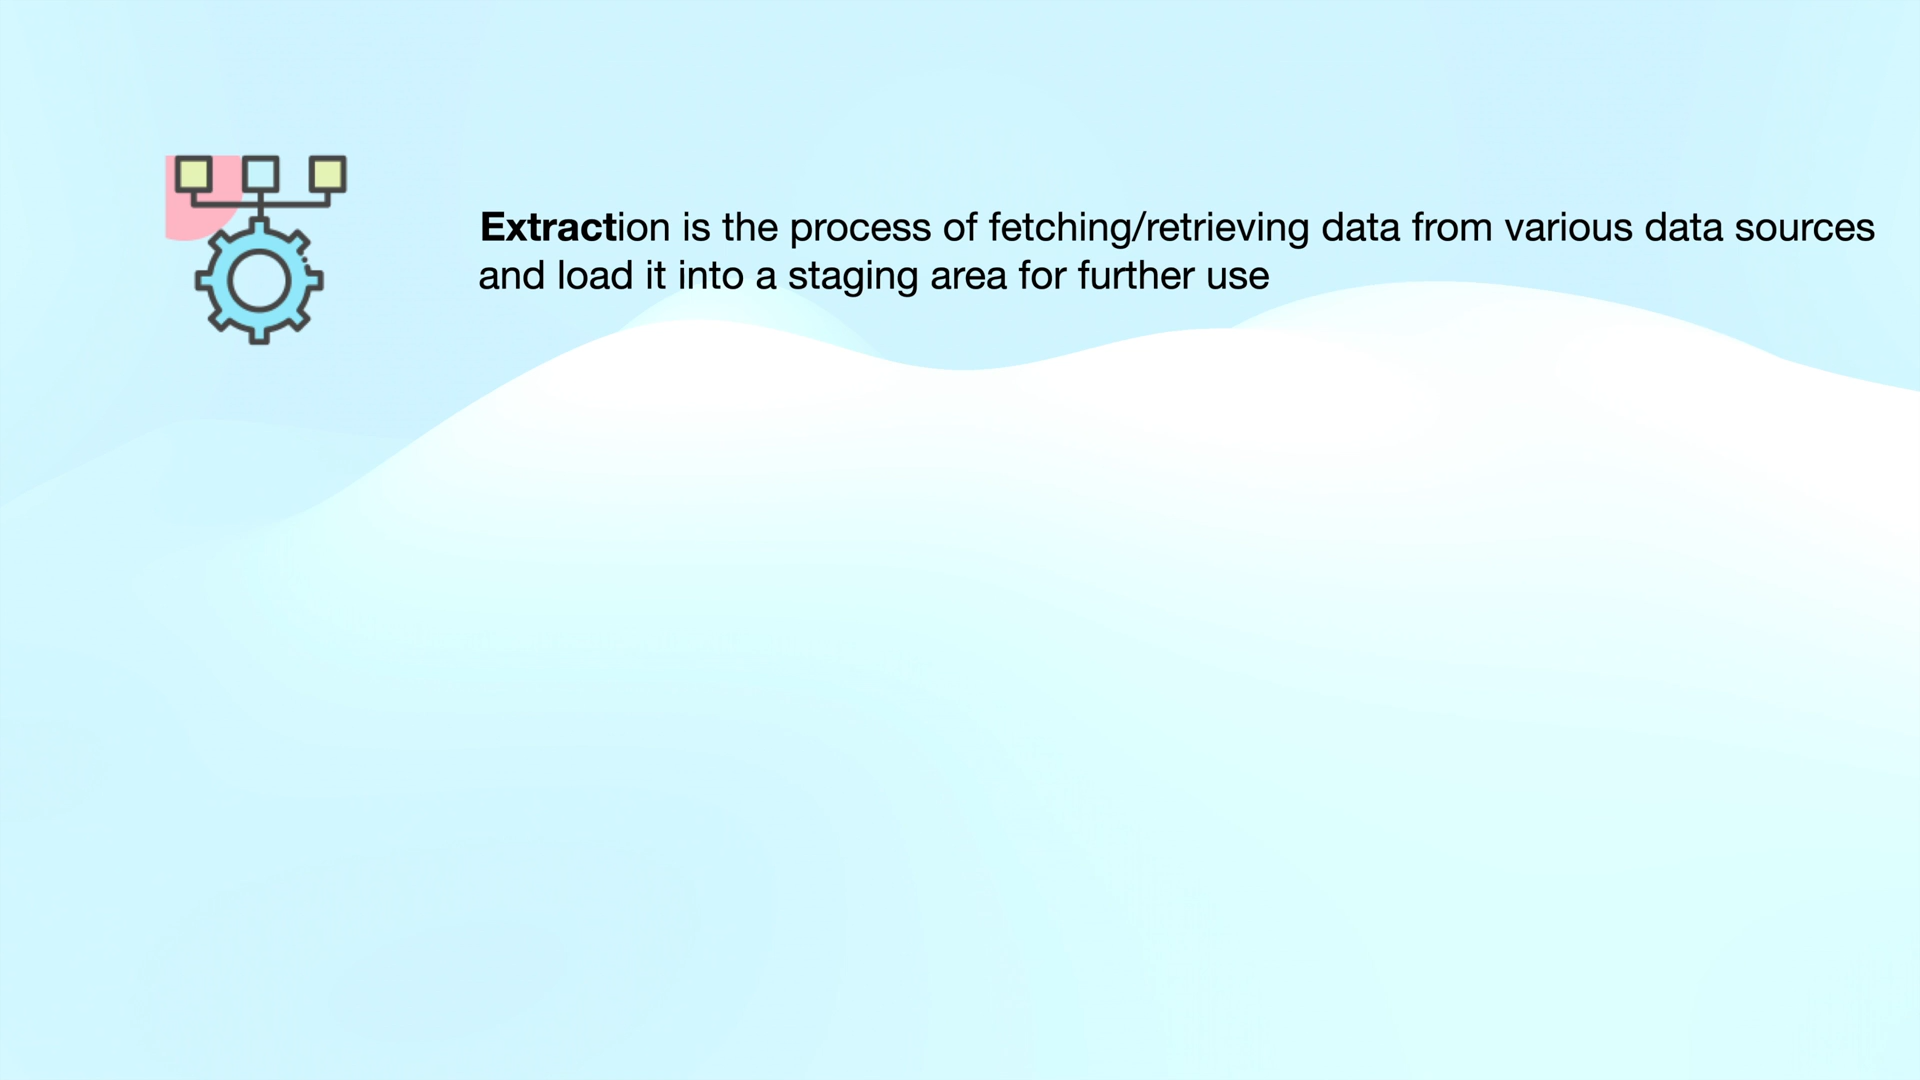 Extraction is the process of fetching/retrieving data from various data sources
and load it into a staging area for further use